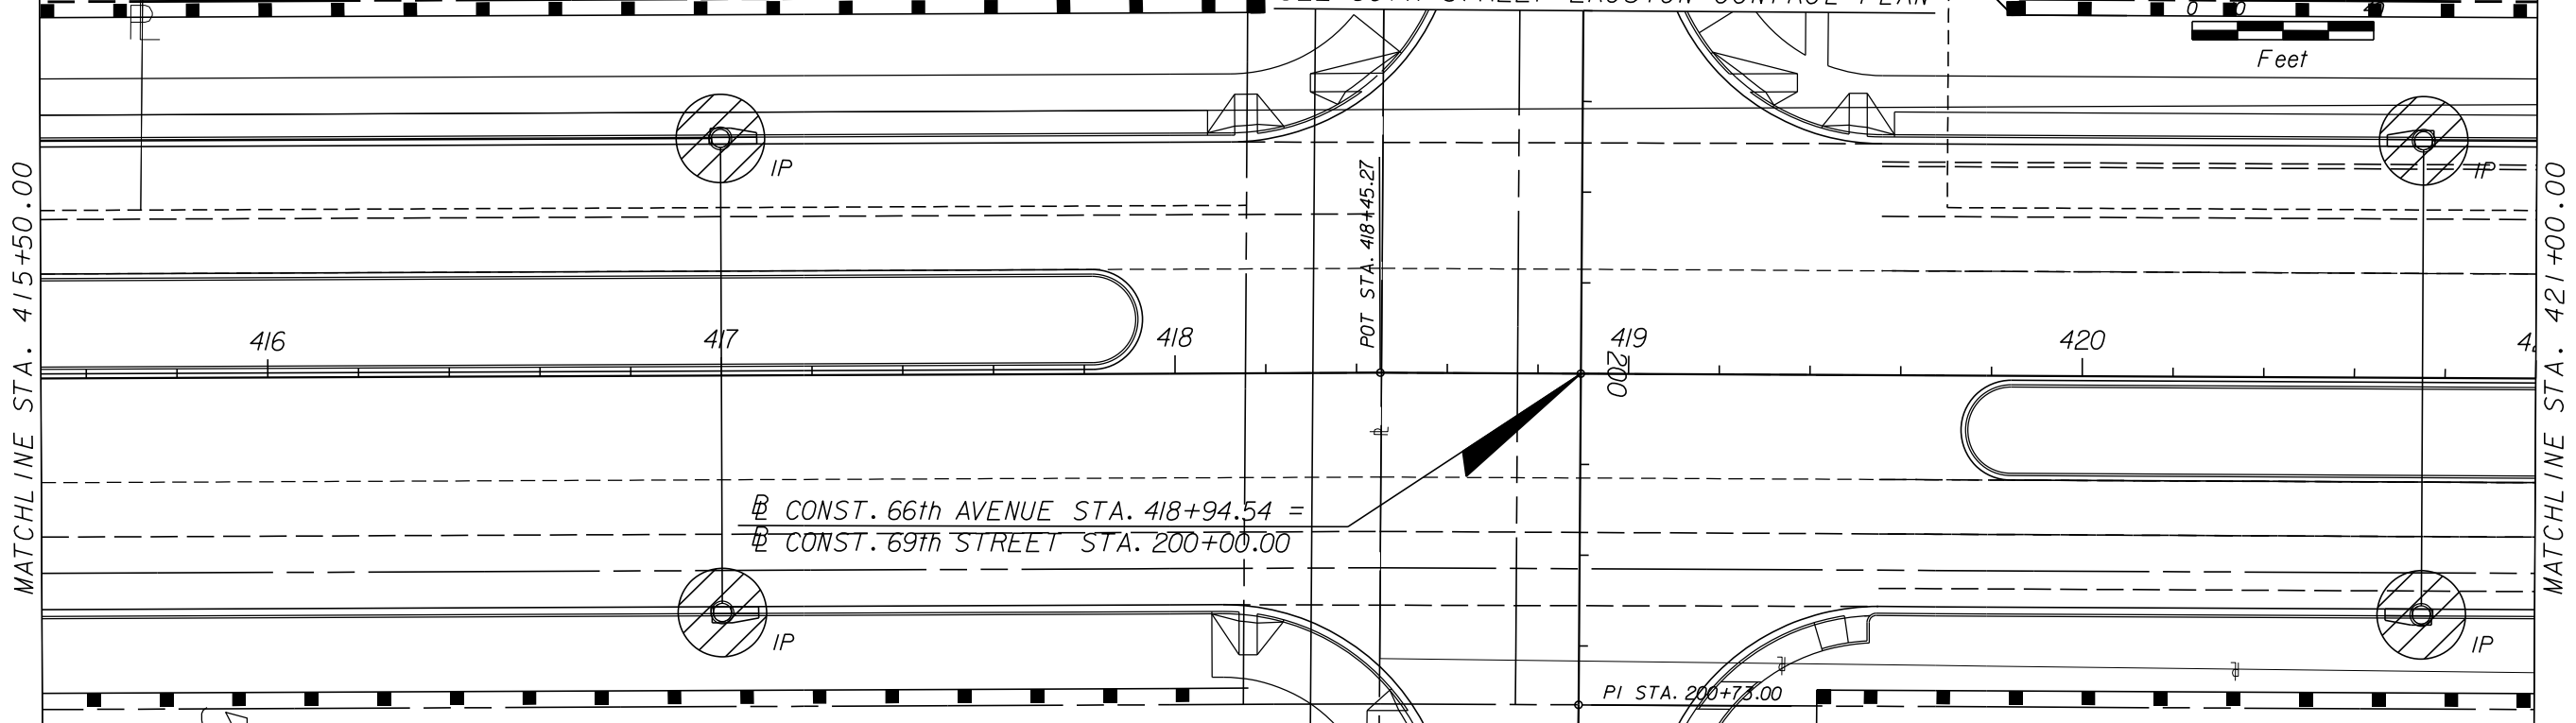 MATCHLINE STA. 415+50.00
Feet
IP
IP
POT STA. 418+45.27
416
417
418
419
420
200
℄ CONST. 66th AVENUE STA. 418+94.54 =
℄ CONST. 69th STREET STA. 200+00.00
IP
IP
PI STA. 200+73.00
MATCHLINE STA. 421+00.00